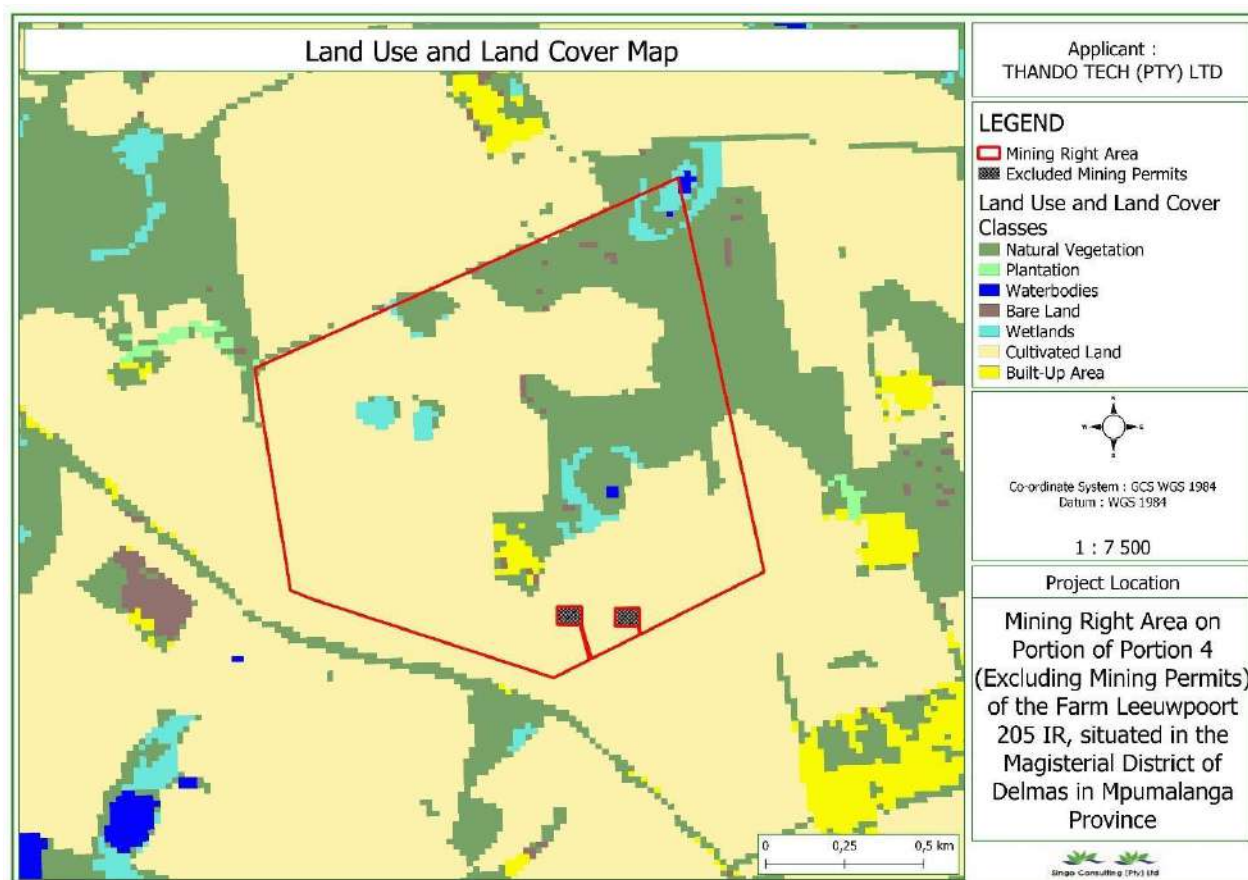 Land Use and Land Cover Map
Applicant :
THANDO TECH (PTY) LTD
LEGEND
Mining Right Area
Excluded Mining Permits
Land Use and Land Cover
Classes
Natural Vegetation
Plantation
Waterbodies
Bare Land
Wetlands
Cultivated Land
Built-Up Area
N
W E
S
Co-ordinate System : GCS WGS 1984
Datum : WGS 1984
1 : 7 500
Project Location
Mining Right Area on
Portion of Portion 4
(Excluding Mining Permits)
of the Farm Leeuwpoort
205 IR, situated in the
Magisterial District of
Delmas in Mpumalanga
Province
0 0,25 0,5 km
Singo Consulting (Pty) Ltd